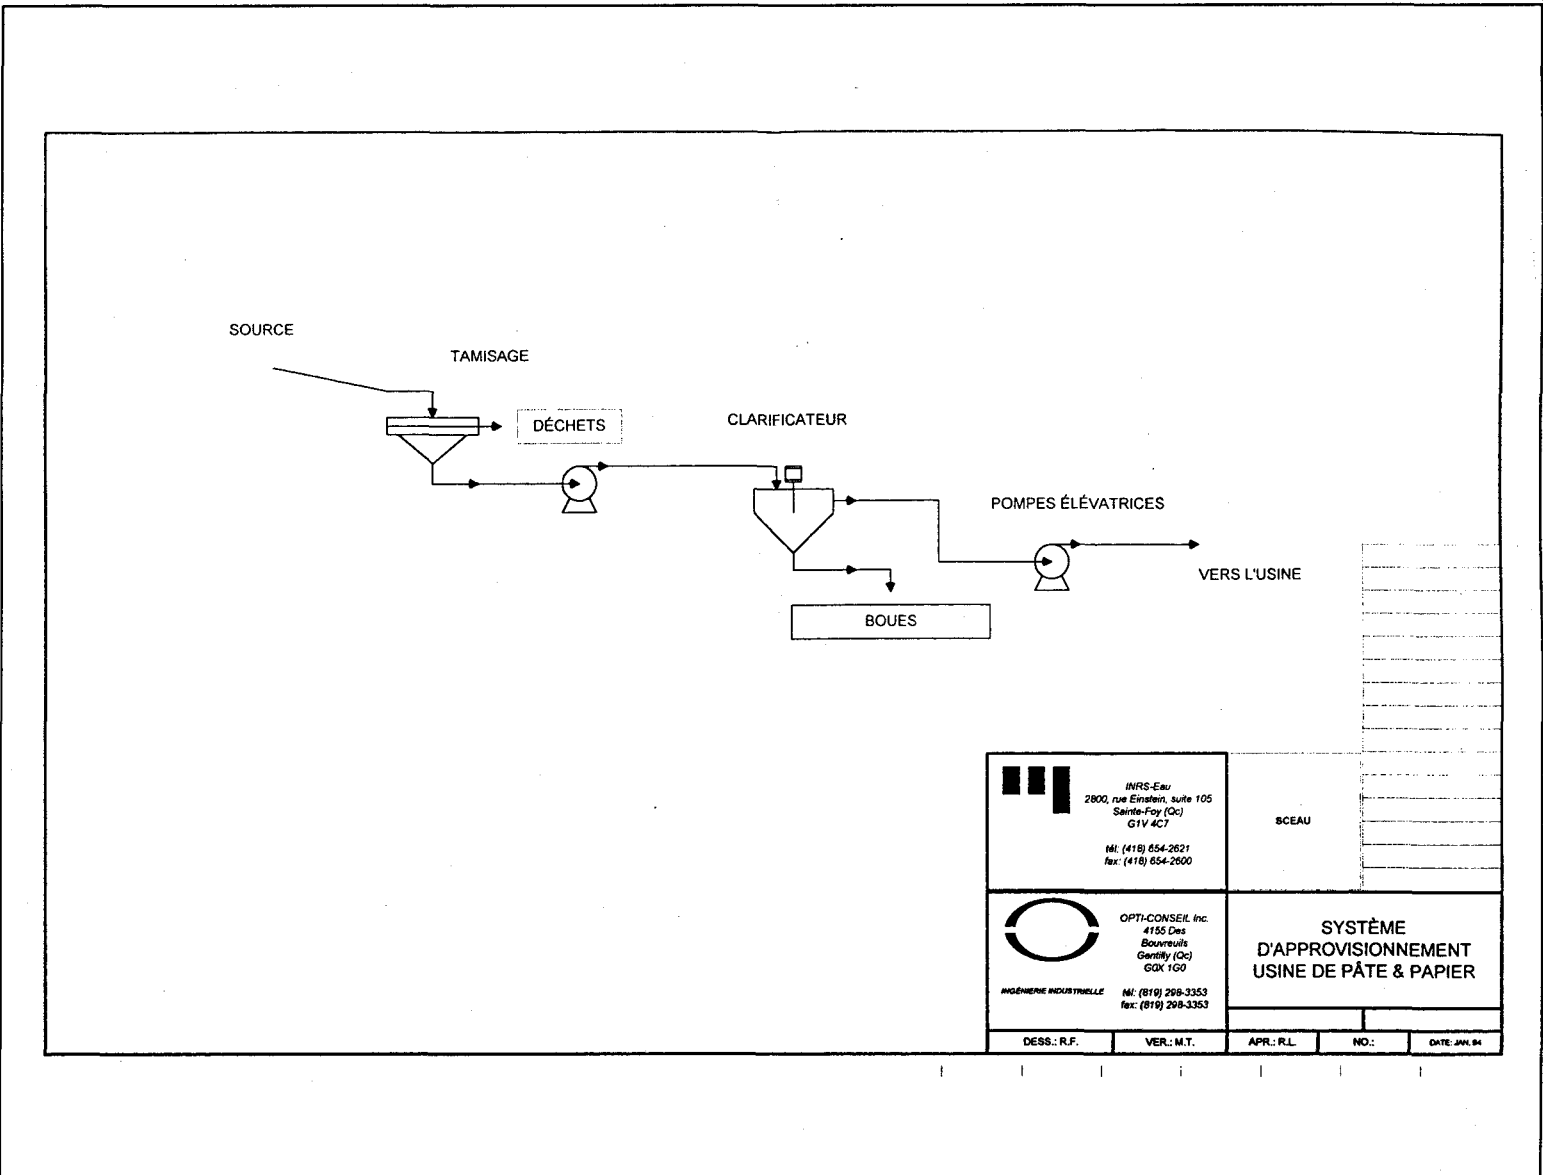 SOURCE
TAMISAGE
DÉCHETS
CLARIFICATEUR
POMPES ÉLÉVATRICES
VERS L'USINE
BOUES
INRS-Eau
2800, rue Einstein, suite 105
Sainte-Foy (Qc)
G1V 4C7
tél: (418) 654-2621
fax: (418) 654-2600
SCEAU
OPTI-CONSEIL Inc.
4155 Des
Bouvreuils
Gentilly (Qc)
G0X 1G0
INGÉNIERIE INDUSTRIELLE
tél: (819) 298-3353
fax: (819) 298-3353
SYSTÈME
D'APPROVISIONNEMENT
USINE DE PÂTE & PAPIER
DESS.: R.F.
VER.: M.T.
APR.: R.L.
NO.:
DATE: JAN. 94